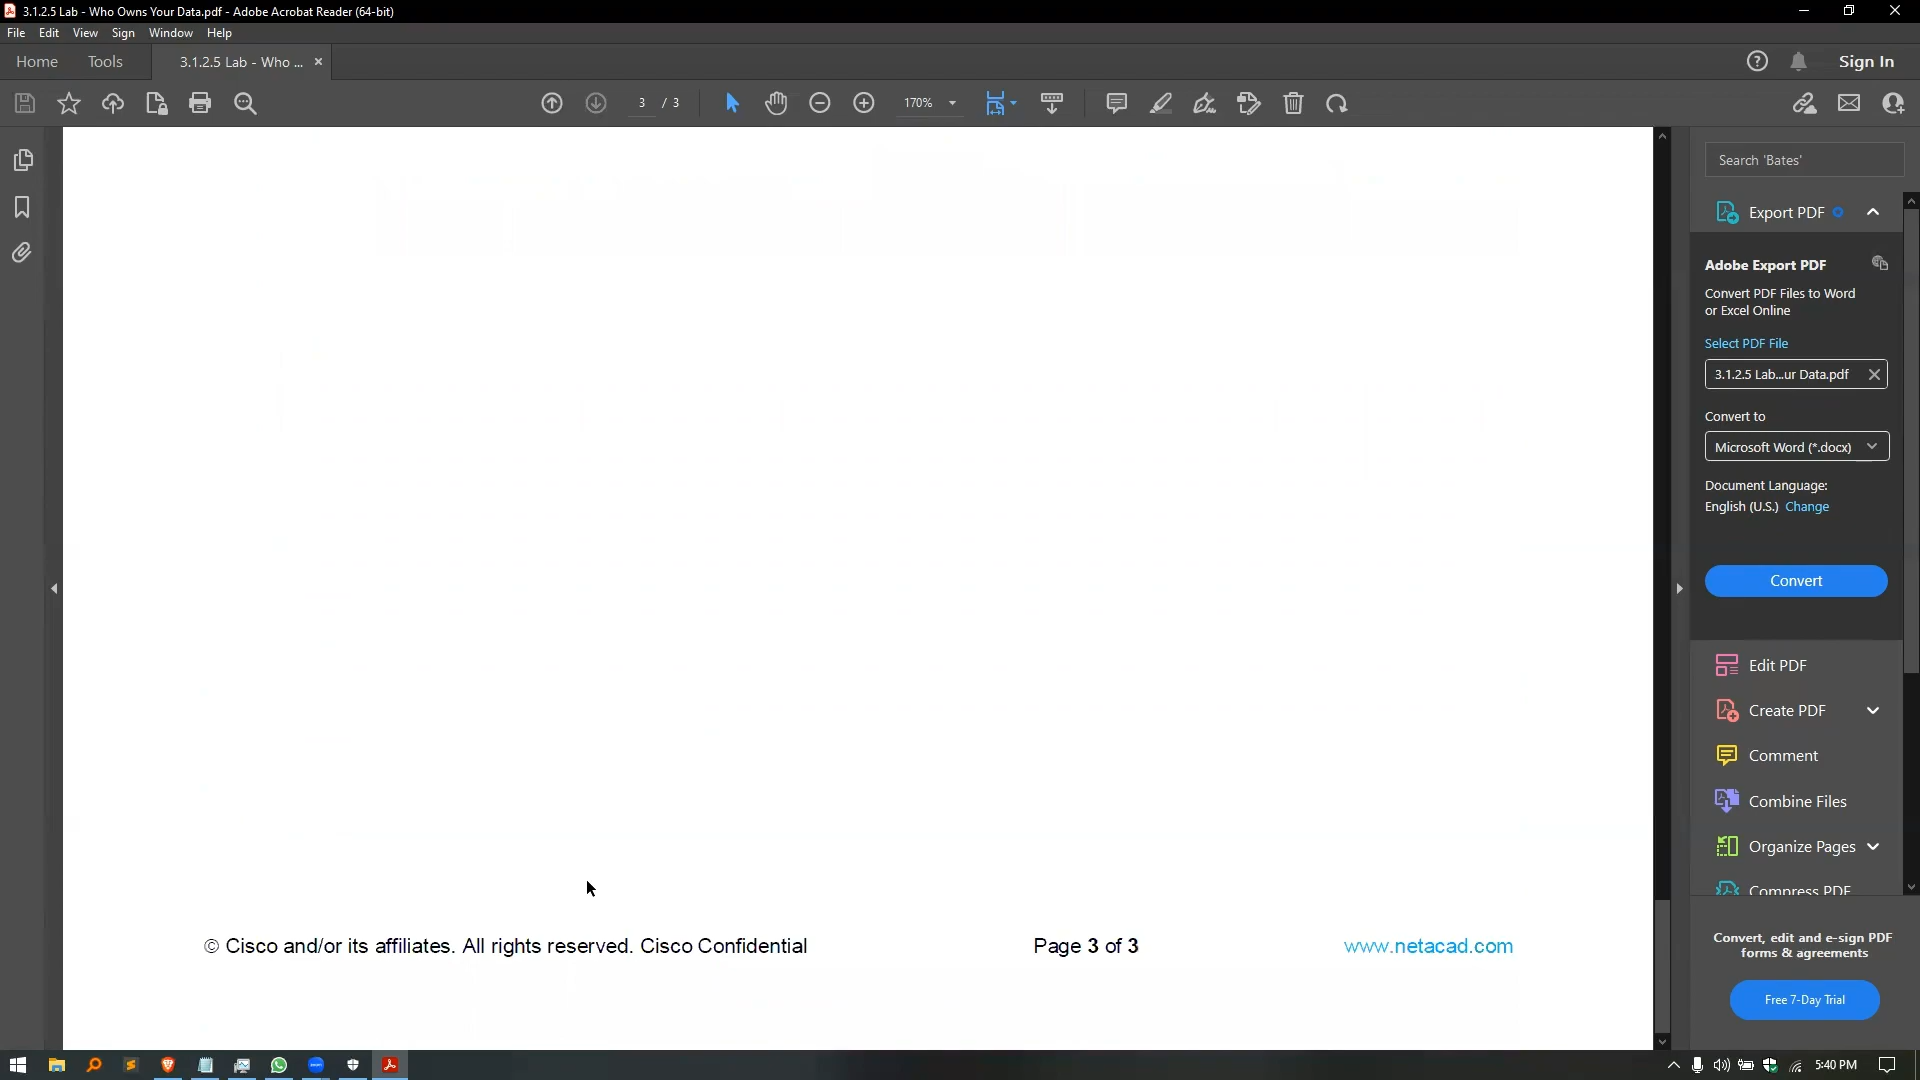 3.1.2.5 Lab - Who Owns Your Data.pdf - Adobe Acrobat Reader (64-bit)
File Edit View Sign Window Help
Home Tools 3.1.2.5 Lab - Who ... Sign In
3 / 3 170%
Search 'Bates'
Export PDF
Adobe Export PDF
Convert PDF Files to Word
or Excel Online
Select PDF File
3.1.2.5 Lab...ur Data.pdf
Convert to
Microsoft Word (*.docx)
Document Language:
English (U.S.) Change
Convert
Edit PDF
Create PDF
Comment
Combine Files
Organize Pages
Compress PDF
Convert, edit and e-sign PDF
forms & agreements
Free 7-Day Trial
© Cisco and/or its affiliates. All rights reserved. Cisco Confidential Page 3 of 3 www.netacad.com
5:40 PM